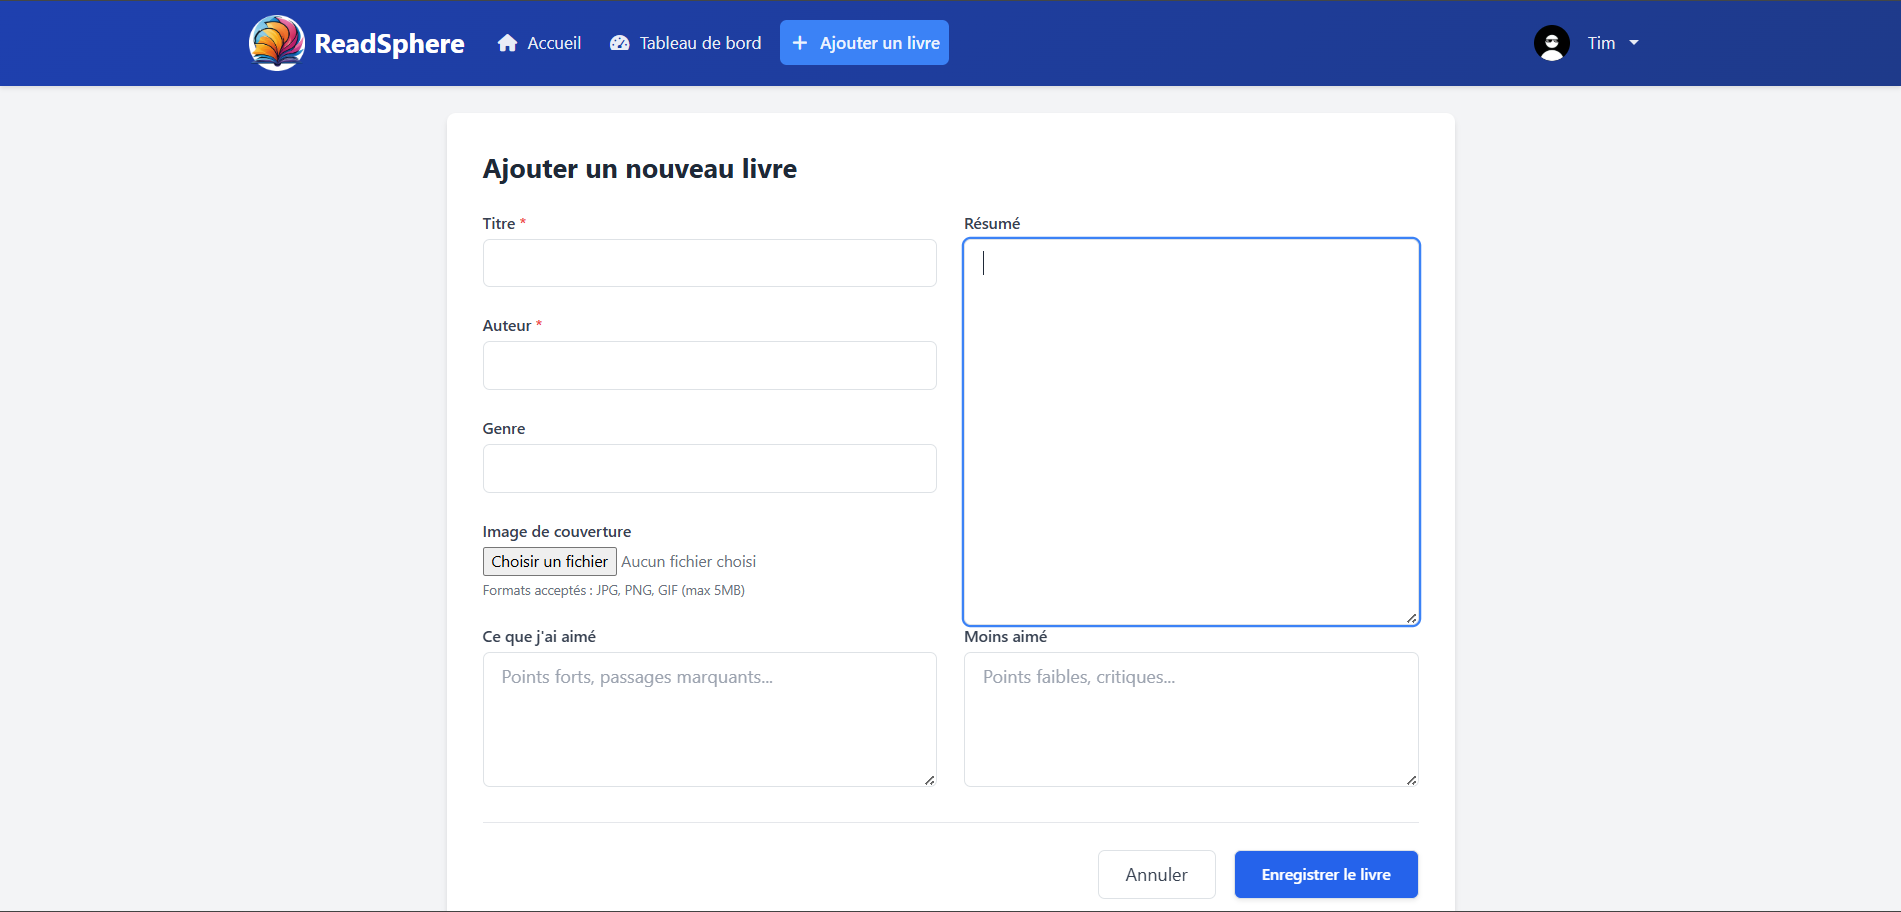 ReadSphere
Accueil
Tableau de bord
Ajouter un livre
Tim
Ajouter un nouveau livre
Titre *
Auteur *
Genre
Image de couverture
Choisir un fichier Aucun fichier choisi
Formats acceptés : JPG, PNG, GIF (max 5MB)
Résumé
Ce que j'ai aimé
Points forts, passages marquants...
Moins aimé
Points faibles, critiques...
Annuler
Enregistrer le livre